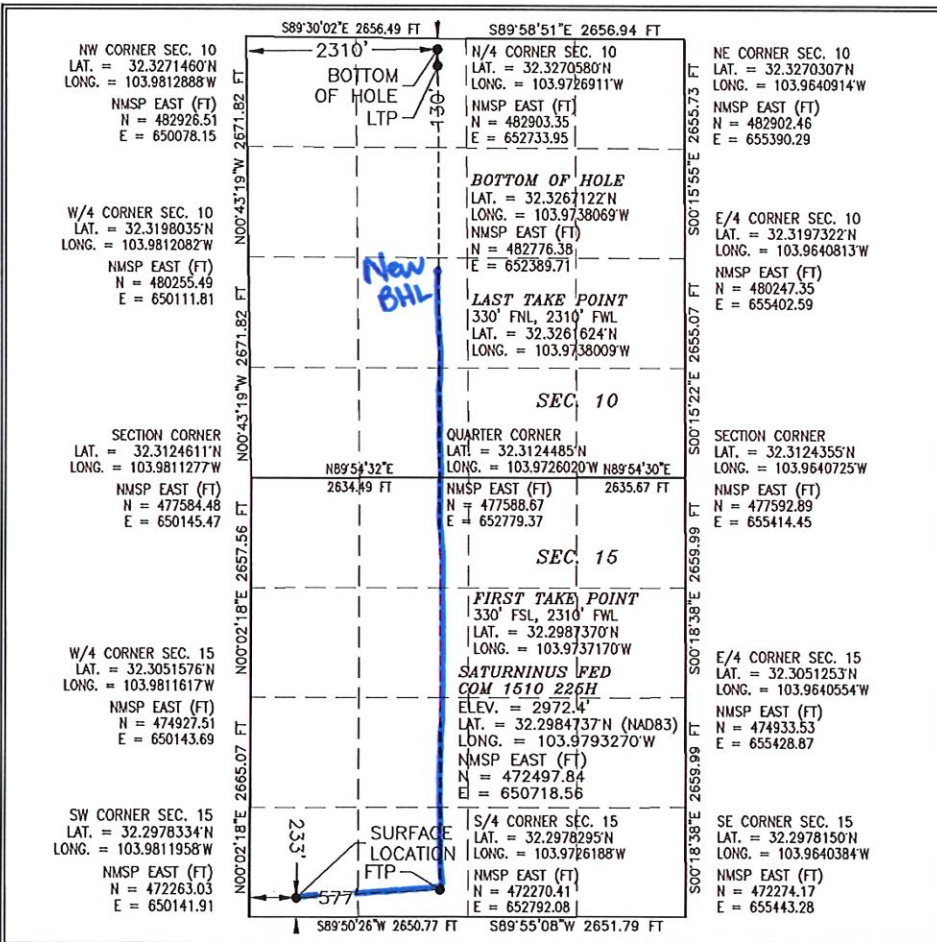 S89°30'02"E 2656.49 FT
S89°58'51"E 2656.94 FT
NW CORNER SEC. 10
LAT. = 32.3271460'N
LONG. = 103.9812888'W
NMSP EAST (FT)
N = 482926.51
E = 650078.15
2310'
BOTTOM
OF HOLE
LTP
130'
N/4 CORNER SEC. 10
LAT. = 32.3270580'N
LONG. = 103.9726911'W
NMSP EAST (FT)
N = 482903.35
E = 652733.95
NE CORNER SEC. 10
LAT. = 32.3270307'N
LONG. = 103.9640914'W
NMSP EAST (FT)
N = 482902.46
E = 655390.29
N00°43'19"W 2671.82 FT
S00°15'55"E 2655.73 FT
BOTTOM OF HOLE
LAT. = 32.3267122'N
LONG. = 103.9738069'W
NMSP EAST (FT)
N = 482776.38
E = 652389.71
W/4 CORNER SEC. 10
LAT. = 32.3198035'N
LONG. = 103.9812082'W
NMSP EAST (FT)
N = 480255.49
E = 650111.81
New
BHL
E/4 CORNER SEC. 10
LAT. = 32.3197322'N
LONG. = 103.9640813'W
NMSP EAST (FT)
N = 480247.35
E = 655402.59
LAST TAKE POINT
330' FNL, 2310' FWL
LAT. = 32.3261624'N
LONG. = 103.9738009'W
N00°43'19"W 2671.82 FT
S00°15'22"E 2655.07 FT
SEC. 10
SECTION CORNER
LAT. = 32.3124611'N
LONG. = 103.9811277'W
NMSP EAST (FT)
N = 477584.48
E = 650145.47
N89°54'32"E
2634.49 FT
QUARTER CORNER
LAT. = 32.3124485'N
LONG. = 103.9726020'W
NMSP EAST (FT)
N = 477588.67
E = 652779.37
N89°54'30"E
2635.67 FT
SECTION CORNER
LAT. = 32.3124355'N
LONG. = 103.9640725'W
NMSP EAST (FT)
N = 477592.89
E = 655414.45
N00°02'18"E 2657.56 FT
S00°18'38"E 2659.99 FT
SEC. 15
FIRST TAKE POINT
330' FSL, 2310' FWL
LAT. = 32.2987370'N
LONG. = 103.9737170'W
W/4 CORNER SEC. 15
LAT. = 32.3051576'N
LONG. = 103.9811617'W
NMSP EAST (FT)
N = 474927.51
E = 650143.69
SATURNINUS FED
COM 1510 225H
ELEV. = 2972.4'
LAT. = 32.2984737'N (NAD83)
LONG. = 103.9793270'W
NMSP EAST (FT)
N = 472497.84
E = 650718.56
E/4 CORNER SEC. 15
LAT. = 32.3051253'N
LONG. = 103.9640554'W
NMSP EAST (FT)
N = 474933.53
E = 655428.87
N00°02'18"E 2665.07 FT
S00°18'38"E 2659.99 FT
SW CORNER SEC. 15
LAT. = 32.2978334'N
LONG. = 103.9811958'W
NMSP EAST (FT)
N = 472263.03
E = 650141.91
233'
577'
SURFACE
LOCATION
FTP
S/4 CORNER SEC. 15
LAT. = 32.2978295'N
LONG. = 103.9726188'W
NMSP EAST (FT)
N = 472270.41
E = 652792.08
SE CORNER SEC. 15
LAT. = 32.2978150'N
LONG. = 103.9640384'W
NMSP EAST (FT)
N = 472274.17
E = 655443.28
S89°50'26"W 2650.77 FT
S89°55'08"W 2651.79 FT